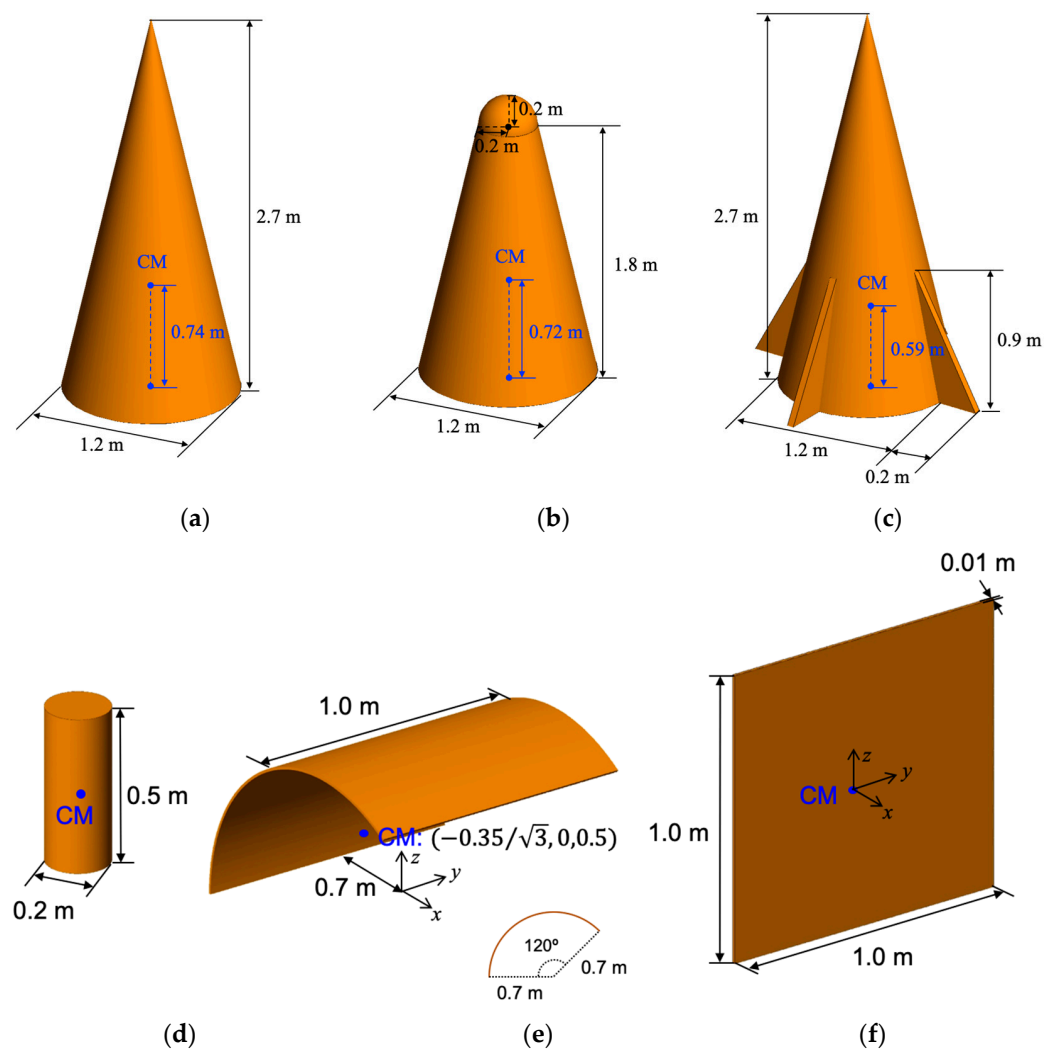 2.7 m
CM
0.74 m
1.2 m
(a)
0.2 m
0.2 m
CM
1.8 m
0.72 m
1.2 m
(b)
2.7 m
CM
0.59 m
0.9 m
1.2 m
0.2 m
(c)
CM
0.5 m
0.2 m
(d)
1.0 m
CM: (−0.35/√3, 0,0.5)
z
y
x
0.7 m
120º
0.7 m
0.7 m
(e)
0.01 m
z
y
CM
x
1.0 m
1.0 m
(f)